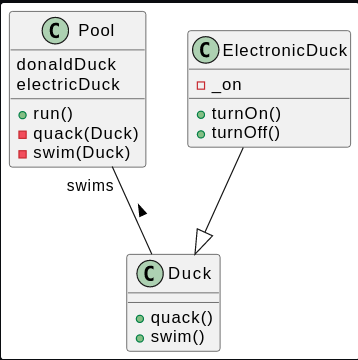 C Pool
donaldDuck
electricDuck
run()
quack(Duck)
swim(Duck)
C ElectronicDuck
_on
turnOn()
turnOff()
swims
C Duck
quack()
swim()